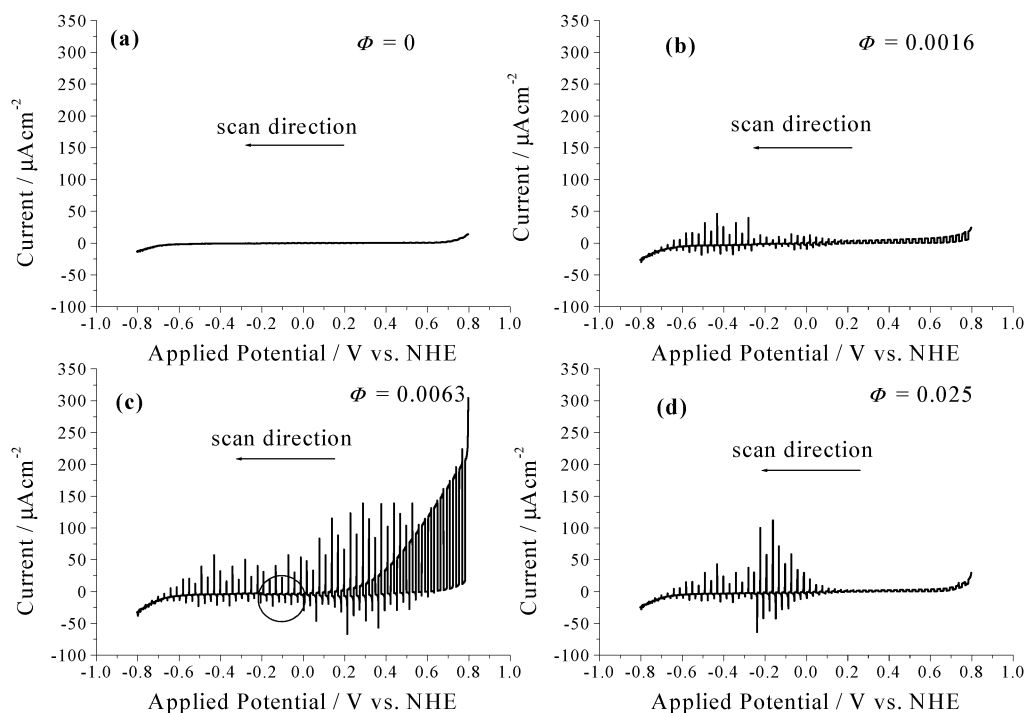 (a)
Φ = 0
scan direction
350
300
250
200
150
100
50
0
-50
-100
Current / μAcm-2
-1.0 -0.8 -0.6 -0.4 -0.2 0.0 0.2 0.4 0.6 0.8 1.0
Applied Potential / V vs. NHE
(b)
Φ = 0.0016
scan direction
350
300
250
200
150
100
50
0
-50
-100
Current / μAcm-2
-1.0 -0.8 -0.6 -0.4 -0.2 0.0 0.2 0.4 0.6 0.8 1.0
Applied Potential / V vs. NHE
(c)
Φ = 0.0063
scan direction
350
300
250
200
150
100
50
0
-50
-100
Current / μAcm-2
-1.0 -0.8 -0.6 -0.4 -0.2 0.0 0.2 0.4 0.6 0.8 1.0
Applied Potential / V vs. NHE
(d)
Φ = 0.025
scan direction
350
300
250
200
150
100
50
0
-50
-100
Current / μAcm-2
-1.0 -0.8 -0.6 -0.4 -0.2 0.0 0.2 0.4 0.6 0.8 1.0
Applied Potential / V vs. NHE